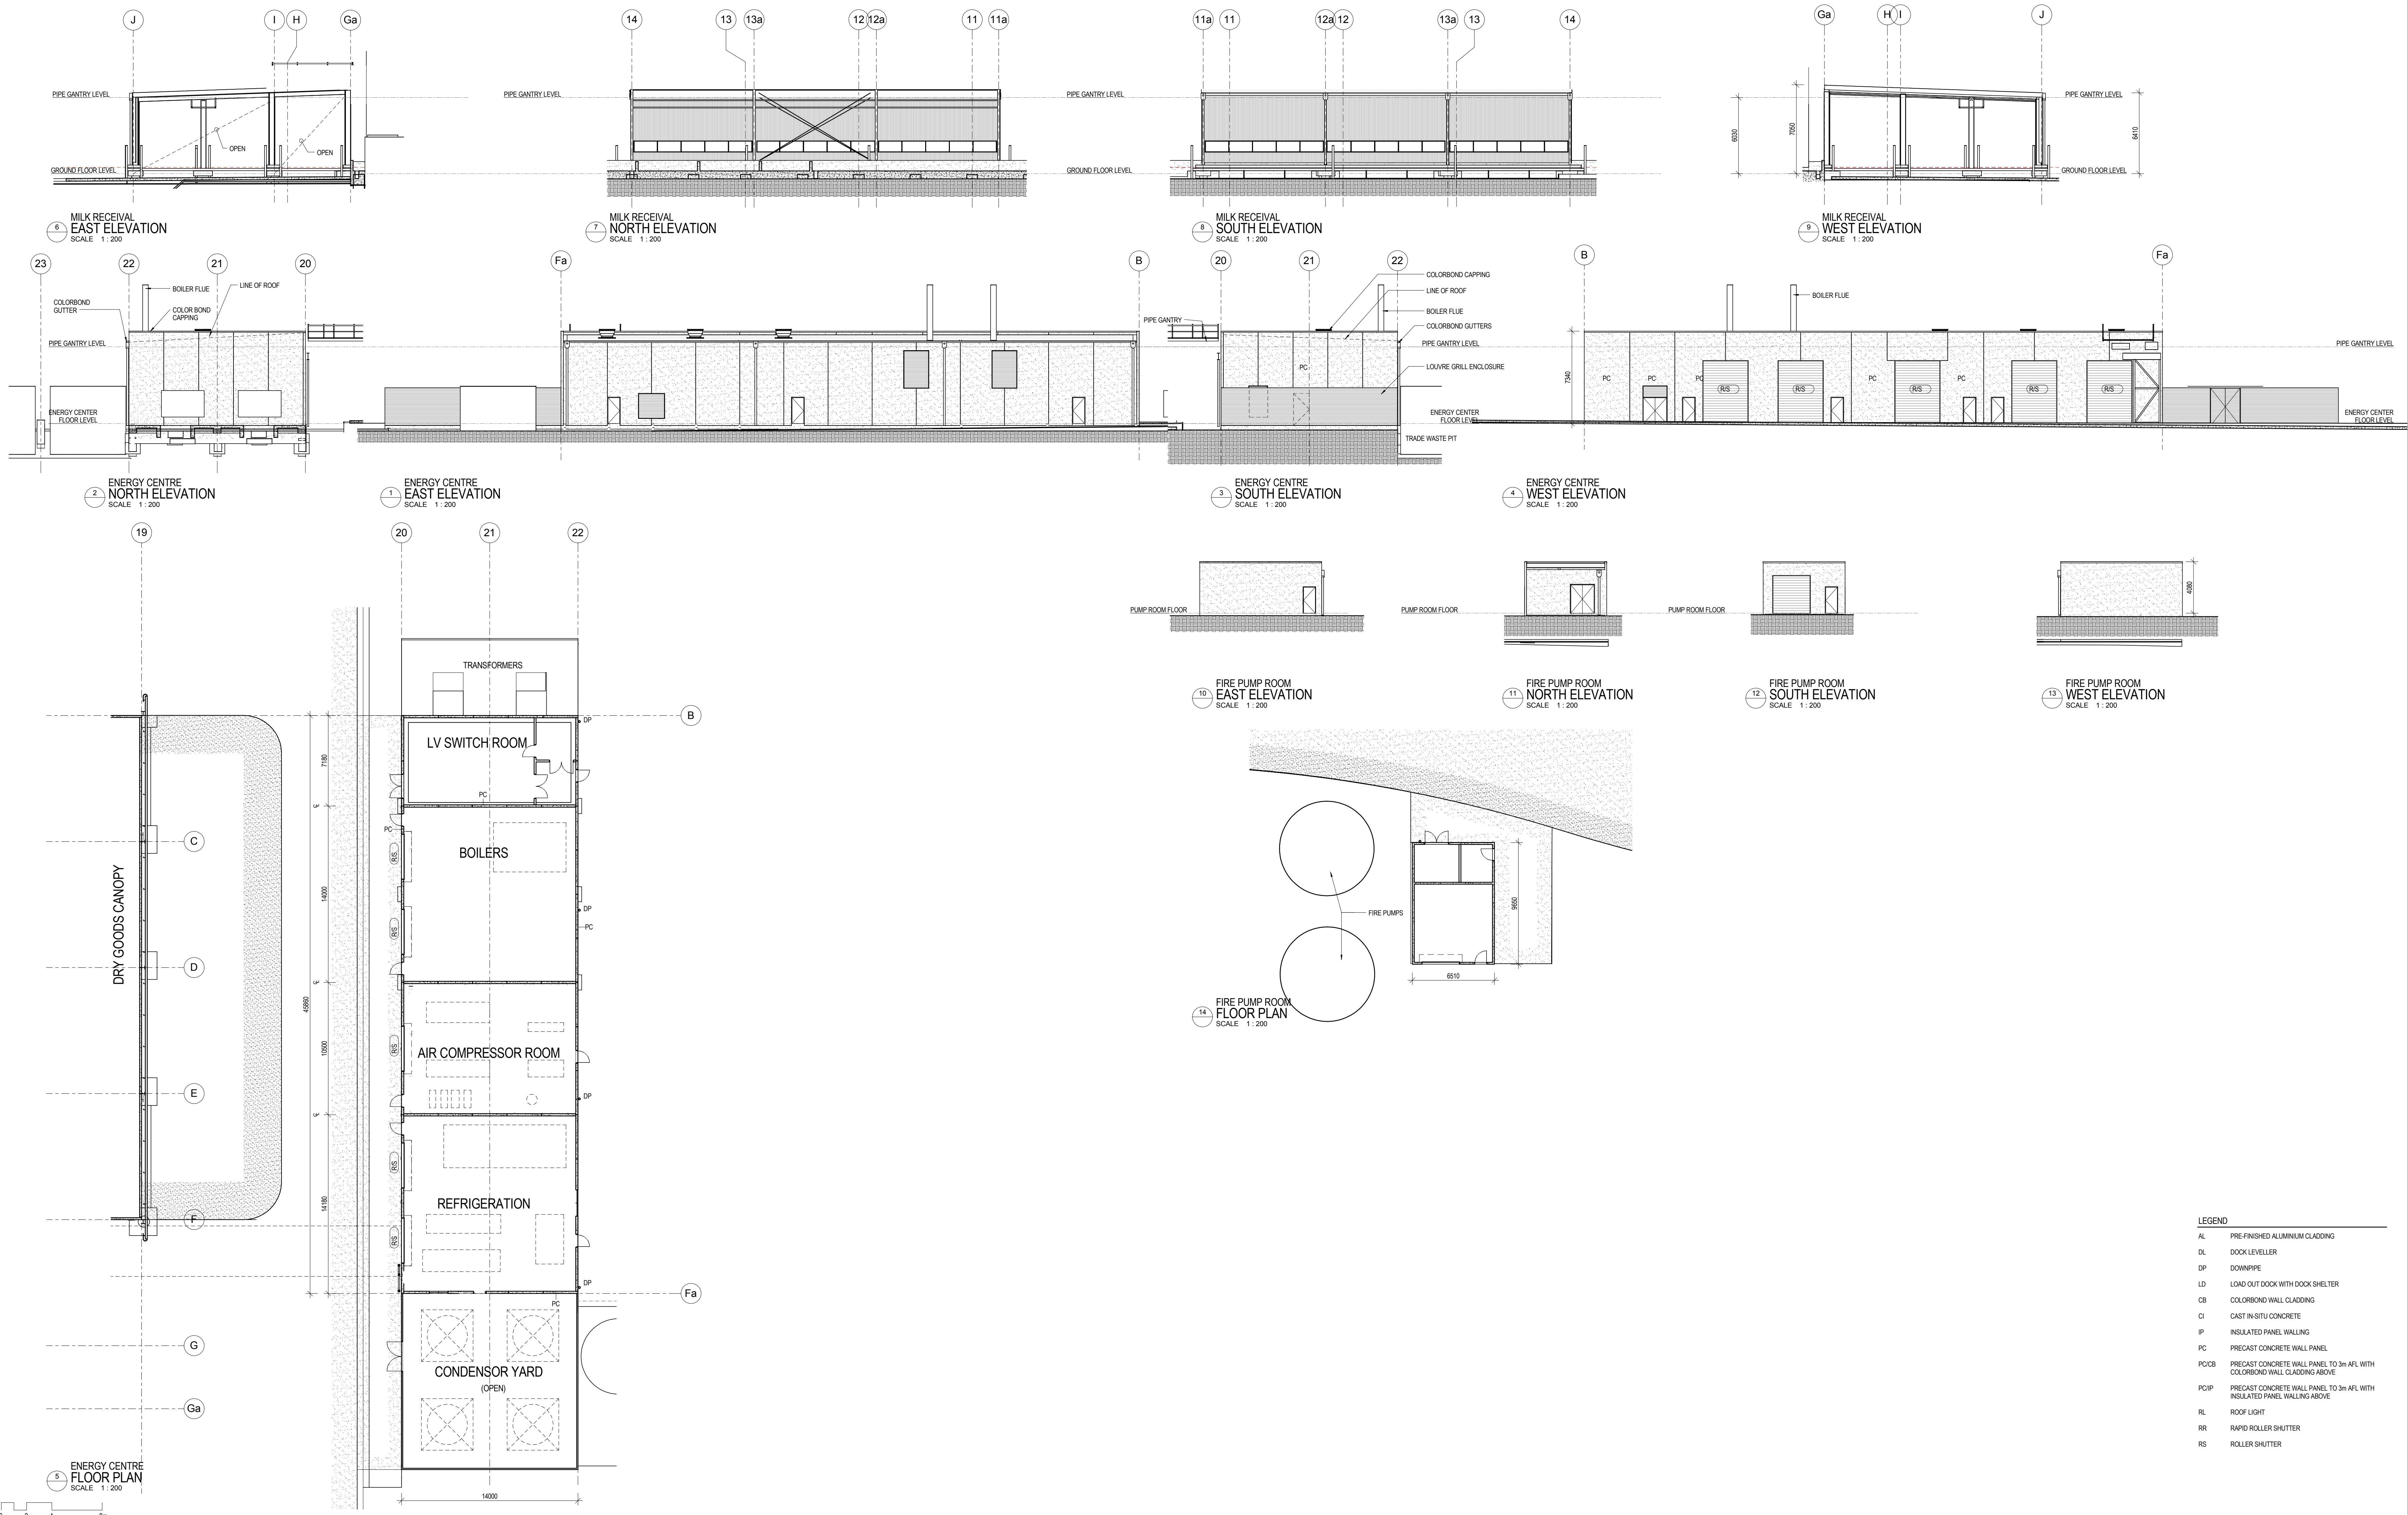 J
I
H
Ga
PIPE GANTRY LEVEL
OPEN
OPEN
GROUND FLOOR LEVEL
6
MILK RECEIVAL
EAST ELEVATION
SCALE 1 : 200
14
13
13a
12
12a
11
11a
PIPE GANTRY LEVEL
7
MILK RECEIVAL
NORTH ELEVATION
SCALE 1 : 200
11a
11
12a
12
13a
13
14
PIPE GANTRY LEVEL
GROUND FLOOR LEVEL
8
MILK RECEIVAL
SOUTH ELEVATION
SCALE 1 : 200
Ga
H
I
J
6030
7050
PIPE GANTRY LEVEL
6410
GROUND FLOOR LEVEL
9
MILK RECEIVAL
WEST ELEVATION
SCALE 1 : 200
23
22
21
20
COLORBOND
GUTTER
BOILER FLUE
LINE OF ROOF
COLOR BOND
CAPPING
PIPE GANTRY LEVEL
ENERGY CENTER
FLOOR LEVEL
2
ENERGY CENTRE
NORTH ELEVATION
SCALE 1 : 200
Fa
B
1
ENERGY CENTRE
EAST ELEVATION
SCALE 1 : 200
20
21
22
PIPE GANTRY
COLORBOND CAPPING
LINE OF ROOF
BOILER FLUE
COLORBOND GUTTERS
PIPE GANTRY LEVEL
PC
LOUVRE GRILL ENCLOSURE
ENERGY CENTER
FLOOR LEVEL
TRADE WASTE PIT
3
ENERGY CENTRE
SOUTH ELEVATION
SCALE 1 : 200
B
Fa
BOILER FLUE
7340
PC
PC
PC
R/S
R/S
PC
R/S
PC
R/S
R/S
PIPE GANTRY LEVEL
ENERGY CENTER
FLOOR LEVEL
4
ENERGY CENTRE
WEST ELEVATION
SCALE 1 : 200
19
20
21
22
TRANSFORMERS
B
DP
LV SWITCH ROOM
7180
PC
PC
C
R/S
BOILERS
DRY GOODS CANOPY
14000
DP
R/S
PC
D
45860
10500
R/S
AIR COMPRESSOR ROOM
E
DP
R/S
14180
REFRIGERATION
F
R/S
DP
Fa
PC
G
CONDENSOR YARD
(OPEN)
Ga
14000
5
ENERGY CENTRE
FLOOR PLAN
SCALE 1 : 200
PUMP ROOM FLOOR
10
FIRE PUMP ROOM
EAST ELEVATION
SCALE 1 : 200
PUMP ROOM FLOOR
11
FIRE PUMP ROOM
NORTH ELEVATION
SCALE 1 : 200
PUMP ROOM FLOOR
12
FIRE PUMP ROOM
SOUTH ELEVATION
SCALE 1 : 200
4080
13
FIRE PUMP ROOM
WEST ELEVATION
SCALE 1 : 200
FIRE PUMPS
9650
6510
14
FIRE PUMP ROOM
FLOOR PLAN
SCALE 1 : 200
LEGEND
AL PRE-FINISHED ALUMINIUM CLADDING
DL DOCK LEVELLER
DP DOWNPIPE
LD LOAD OUT DOCK WITH DOCK SHELTER
CB COLORBOND WALL CLADDING
CI CAST IN-SITU CONCRETE
IP INSULATED PANEL WALLING
PC PRECAST CONCRETE WALL PANEL
PC/CB PRECAST CONCRETE WALL PANEL TO 3m AFL WITH
COLORBOND WALL CLADDING ABOVE
PC/IP PRECAST CONCRETE WALL PANEL TO 3m AFL WITH
INSULATED PANEL WALLING ABOVE
RL ROOF LIGHT
RR RAPID ROLLER SHUTTER
RS ROLLER SHUTTER